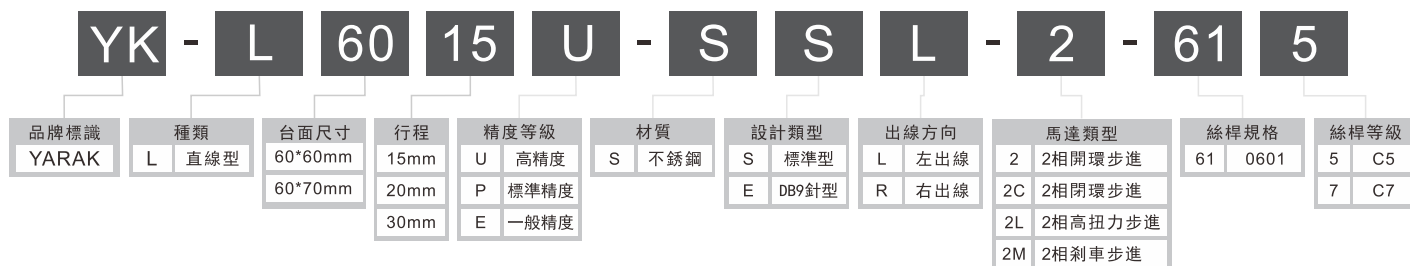 YK - L 60 15 U - S S L - 2 - 61 5
品牌標識
YARAK
種類
L 直線型
台面尺寸
60*60mm
60*70mm
行程
15mm
20mm
30mm
精度等級
U 高精度
P 標準精度
E 一般精度
材質
S 不銹鋼
設計類型
S 標準型
E DB9針型
出線方向
L 左出線
R 右出線
馬達類型
2 2相開環步進
2C 2相閉環步進
2L 2相高扭力步進
2M 2相剎車步進
絲桿規格
61 0601
絲桿等級
5 C5
7 C7